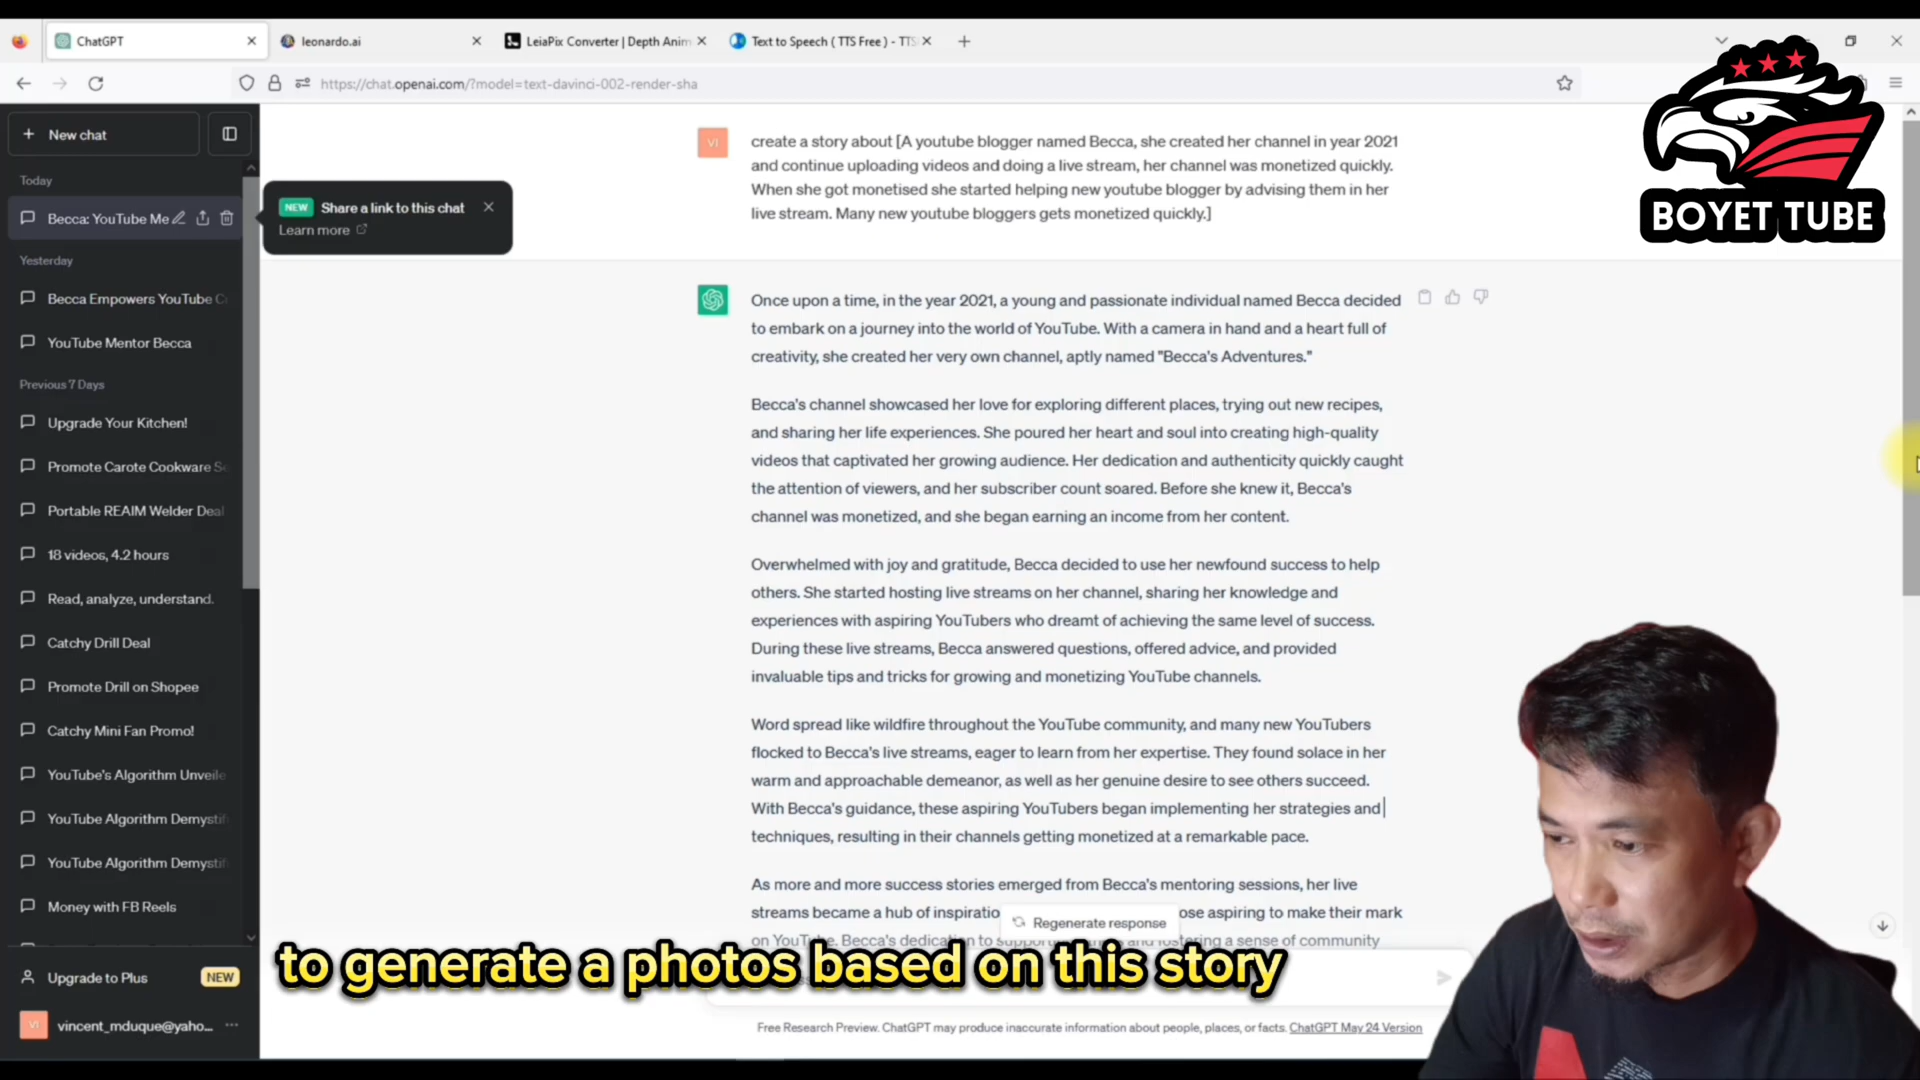 ChatGPT
leonardo.ai
LeiaPix Converter | Depth Anim
Text to Speech ( TTS Free ) - TTS
https://chat.openai.com/?model=text-davinci-002-render-sha
New chat
Today
Becca: YouTube Me
Yesterday
Becca Empowers YouTube C
YouTube Mentor Becca
Previous 7 Days
Upgrade Your Kitchen!
Promote Carote Cookware S
Portable REAIM Welder Deal
18 videos, 4.2 hours
Read, analyze, understand.
Catchy Drill Deal
Promote Drill on Shopee
Catchy Mini Fan Promo!
YouTube's Algorithm Unveile
YouTube Algorithm Demysti
YouTube Algorithm Demysti
Money with FB Reels
Upgrade to Plus NEW
VI vincent_mduque@yaho...
NEW Share a link to this chat
Learn more
VI
create a story about [A youtube blogger named Becca, she created her channel in year 2021
and continue uploading videos and doing a live stream, her channel was monetized quickly.
When she got monetised she started helping new youtube blogger by advising them in her
live stream. Many new youtube bloggers gets monetized quickly.]
Once upon a time, in the year 2021, a young and passionate individual named Becca decided
to embark on a journey into the world of YouTube. With a camera in hand and a heart full of
creativity, she created her very own channel, aptly named "Becca's Adventures."
Becca's channel showcased her love for exploring different places, trying out new recipes,
and sharing her life experiences. She poured her heart and soul into creating high-quality
videos that captivated her growing audience. Her dedication and authenticity quickly caught
the attention of viewers, and her subscriber count soared. Before she knew it, Becca's
channel was monetized, and she began earning an income from her content.
Overwhelmed with joy and gratitude, Becca decided to use her newfound success to help
others. She started hosting live streams on her channel, sharing her knowledge and
experiences with aspiring YouTubers who dreamt of achieving the same level of success.
During these live streams, Becca answered questions, offered advice, and provided
invaluable tips and tricks for growing and monetizing YouTube channels.
Word spread like wildfire throughout the YouTube community, and many new YouTubers
flocked to Becca's live streams, eager to learn from her expertise. They found solace in her
warm and approachable demeanor, as well as her genuine desire to see others succeed.
With Becca's guidance, these aspiring YouTubers began implementing her strategies and
techniques, resulting in their channels getting monetized at a remarkable pace.
As more and more success stories emerged from Becca's mentoring sessions, her live
streams became a hub of inspiratio ose aspiring to make their mark
Regenerate response
on YouTube. Becca's dedication to ering a sense of community
to generate a photos based on this story
Free Research Preview. ChatGPT may produce inaccurate information about people, places, or facts. ChatGPT May 24 Version
BOYET TUBE